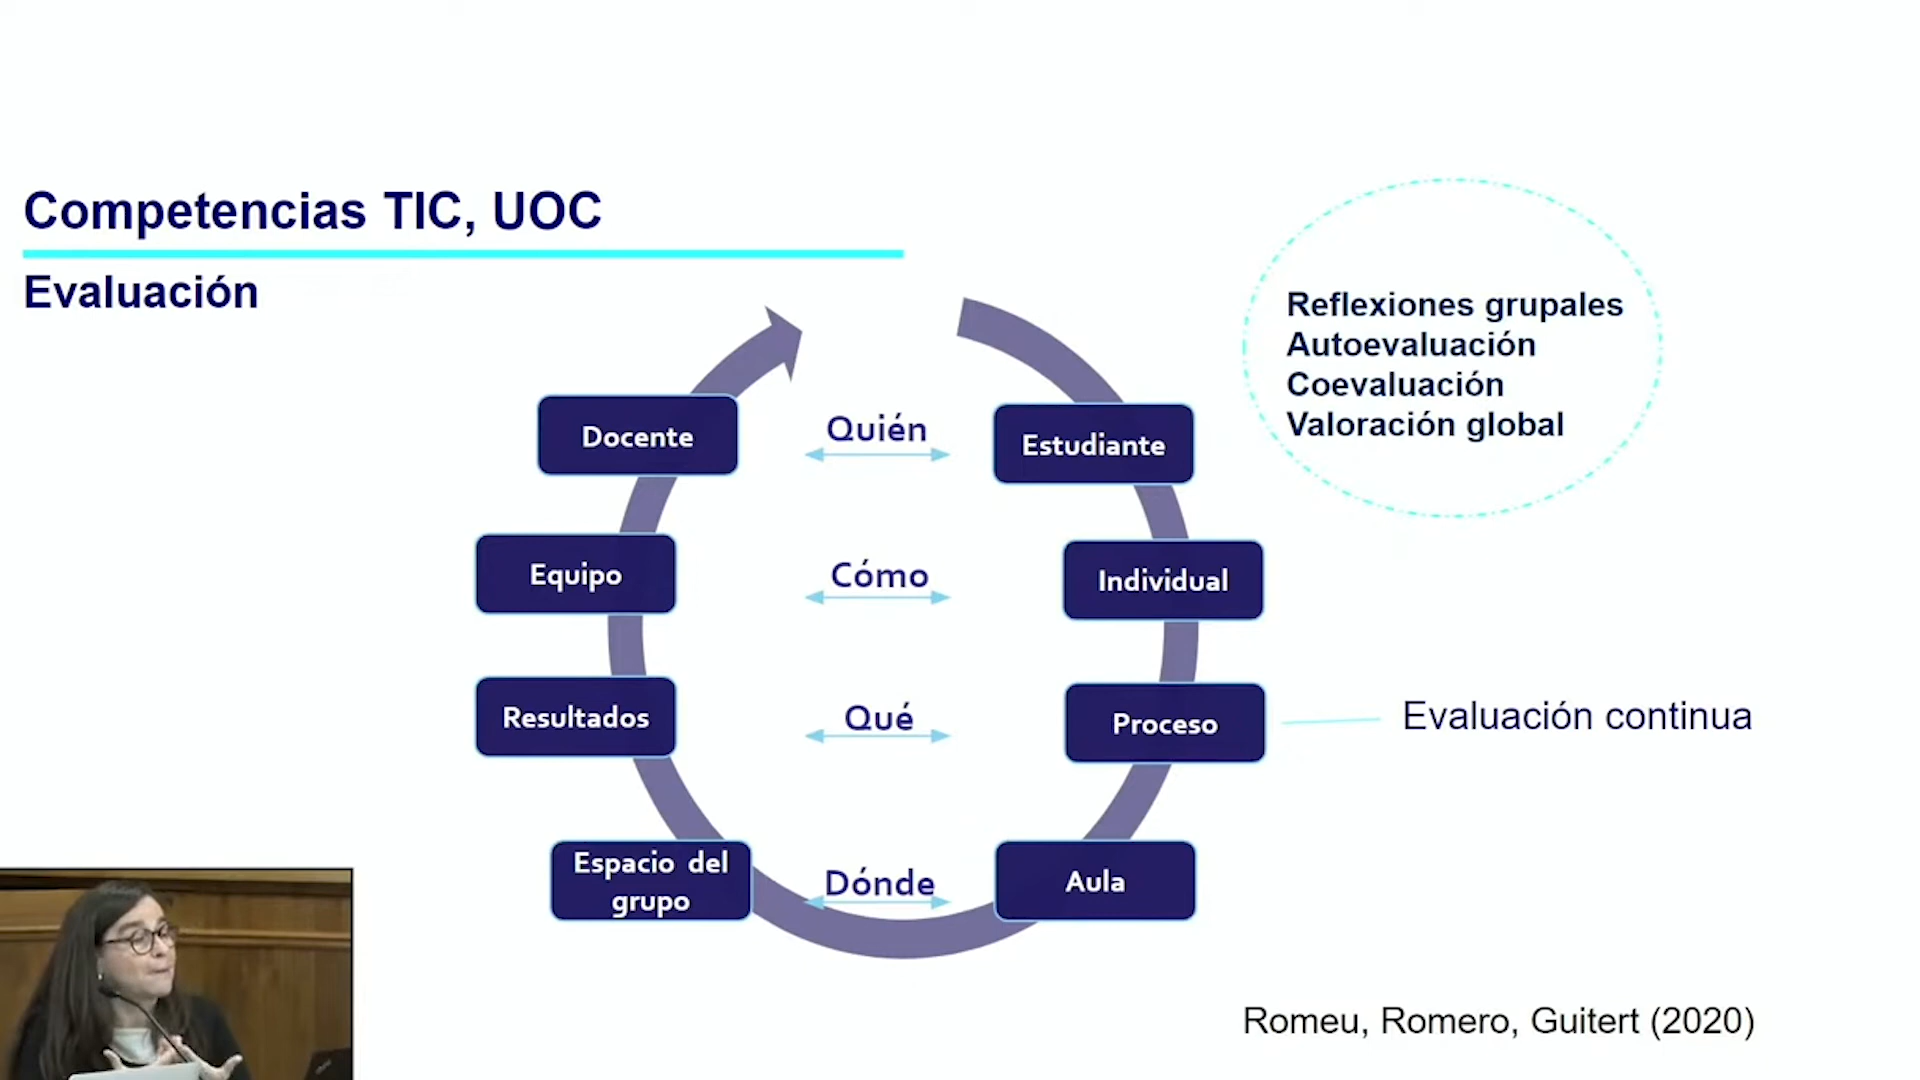 Competencias TIC, UOC
Evaluación
Reflexiones grupales
Autoevaluación
Coevaluación
Valoración global
Docente
Quién
Estudiante
Equipo
Cómo
Individual
Resultados
Qué
Proceso
Evaluación continua
Espacio del
grupo
Dónde
Aula
Romeu, Romero, Guitert (2020)